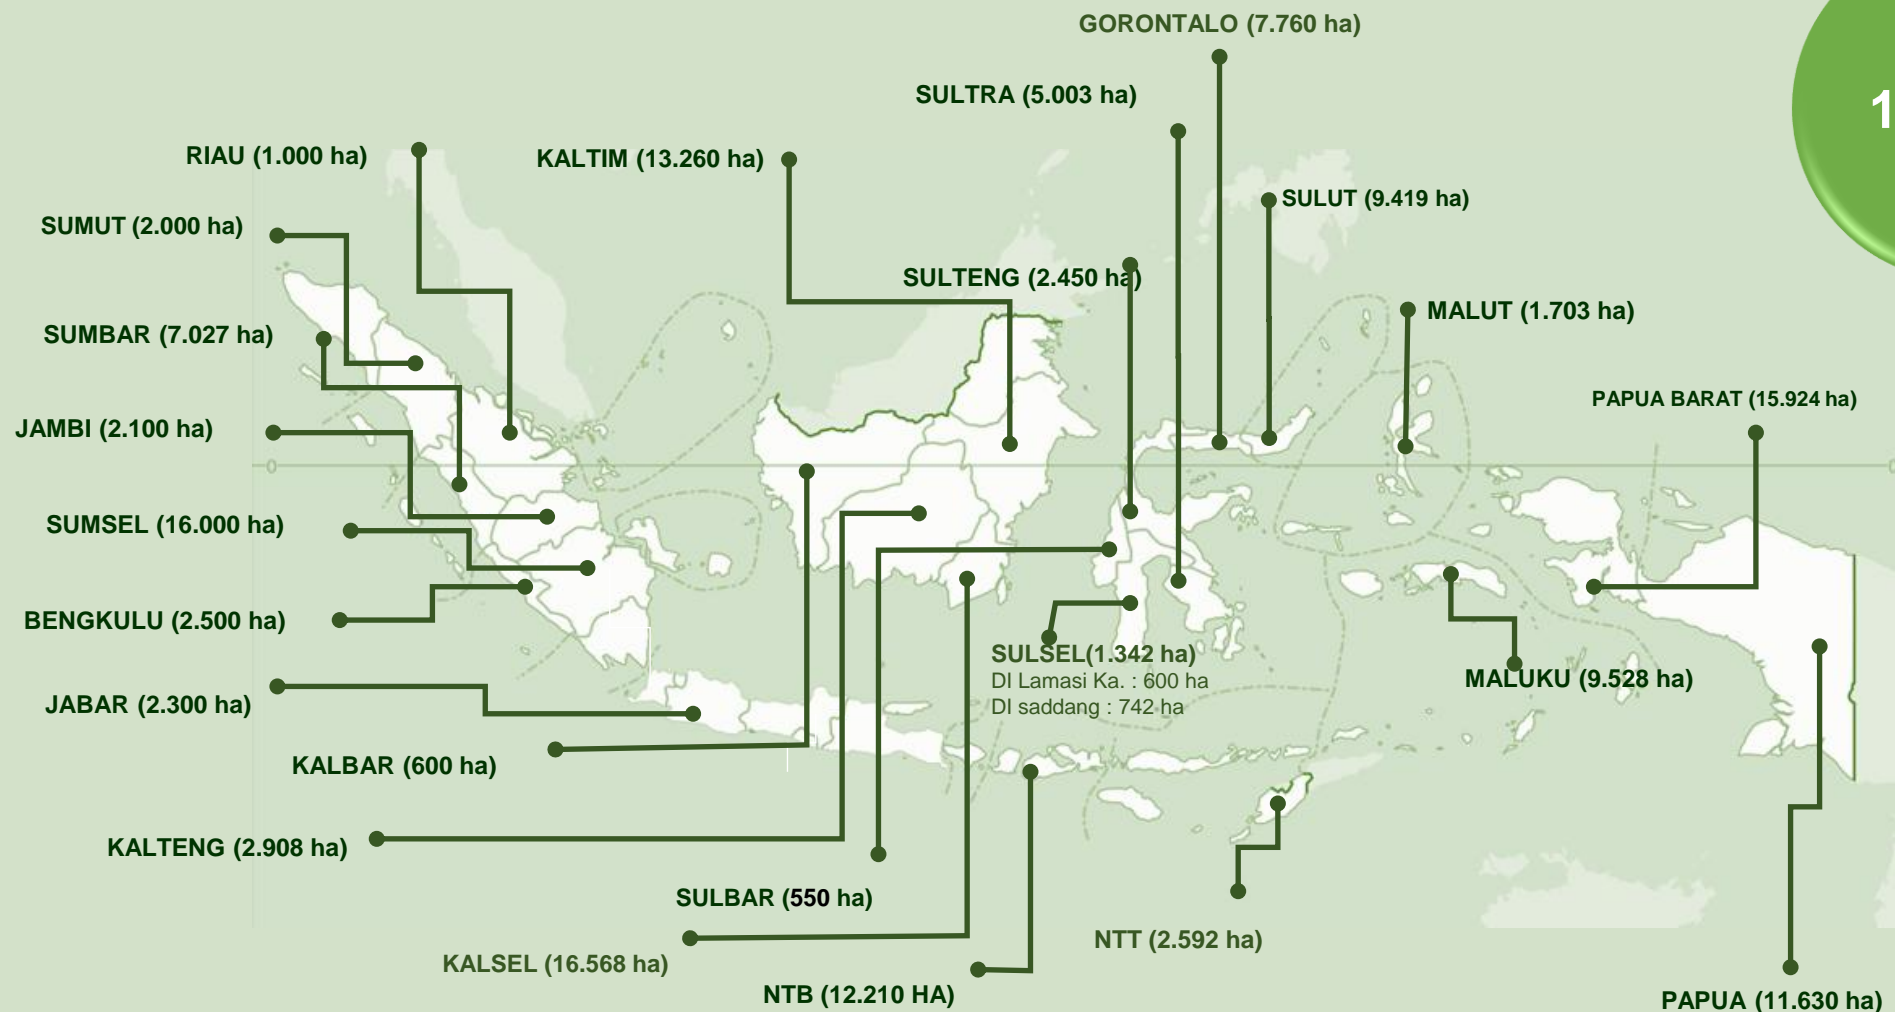 GORONTALO (7.760 ha)
SULTRA (5.003 ha)
1
RIAU (1.000 ha)
KALTIM (13.260 ha)
SULUT (9.419 ha)
SUMUT (2.000 ha)
SULTENG (2.450 ha)
MALUT (1.703 ha)
SUMBAR (7.027 ha)
PAPUA BARAT (15.924 ha)
JAMBI (2.100 ha)
0
SUMSEL (16.000 ha)
BENGKULU (2.500 ha)
SULSEL(1.342 ha)
DI Lamasi Ka. : 600 ha
DI saddang : 742 ha
MALUKU (9.528 ha)
JABAR (2.300 ha)
KALBAR (600 ha)
KALTENG (2.908 ha)
SULBAR (550 ha)
NTT (2.592 ha)
KALSEL (16.568 ha)
NTB (12.210 HA)
PAPUA (11.630 ha)